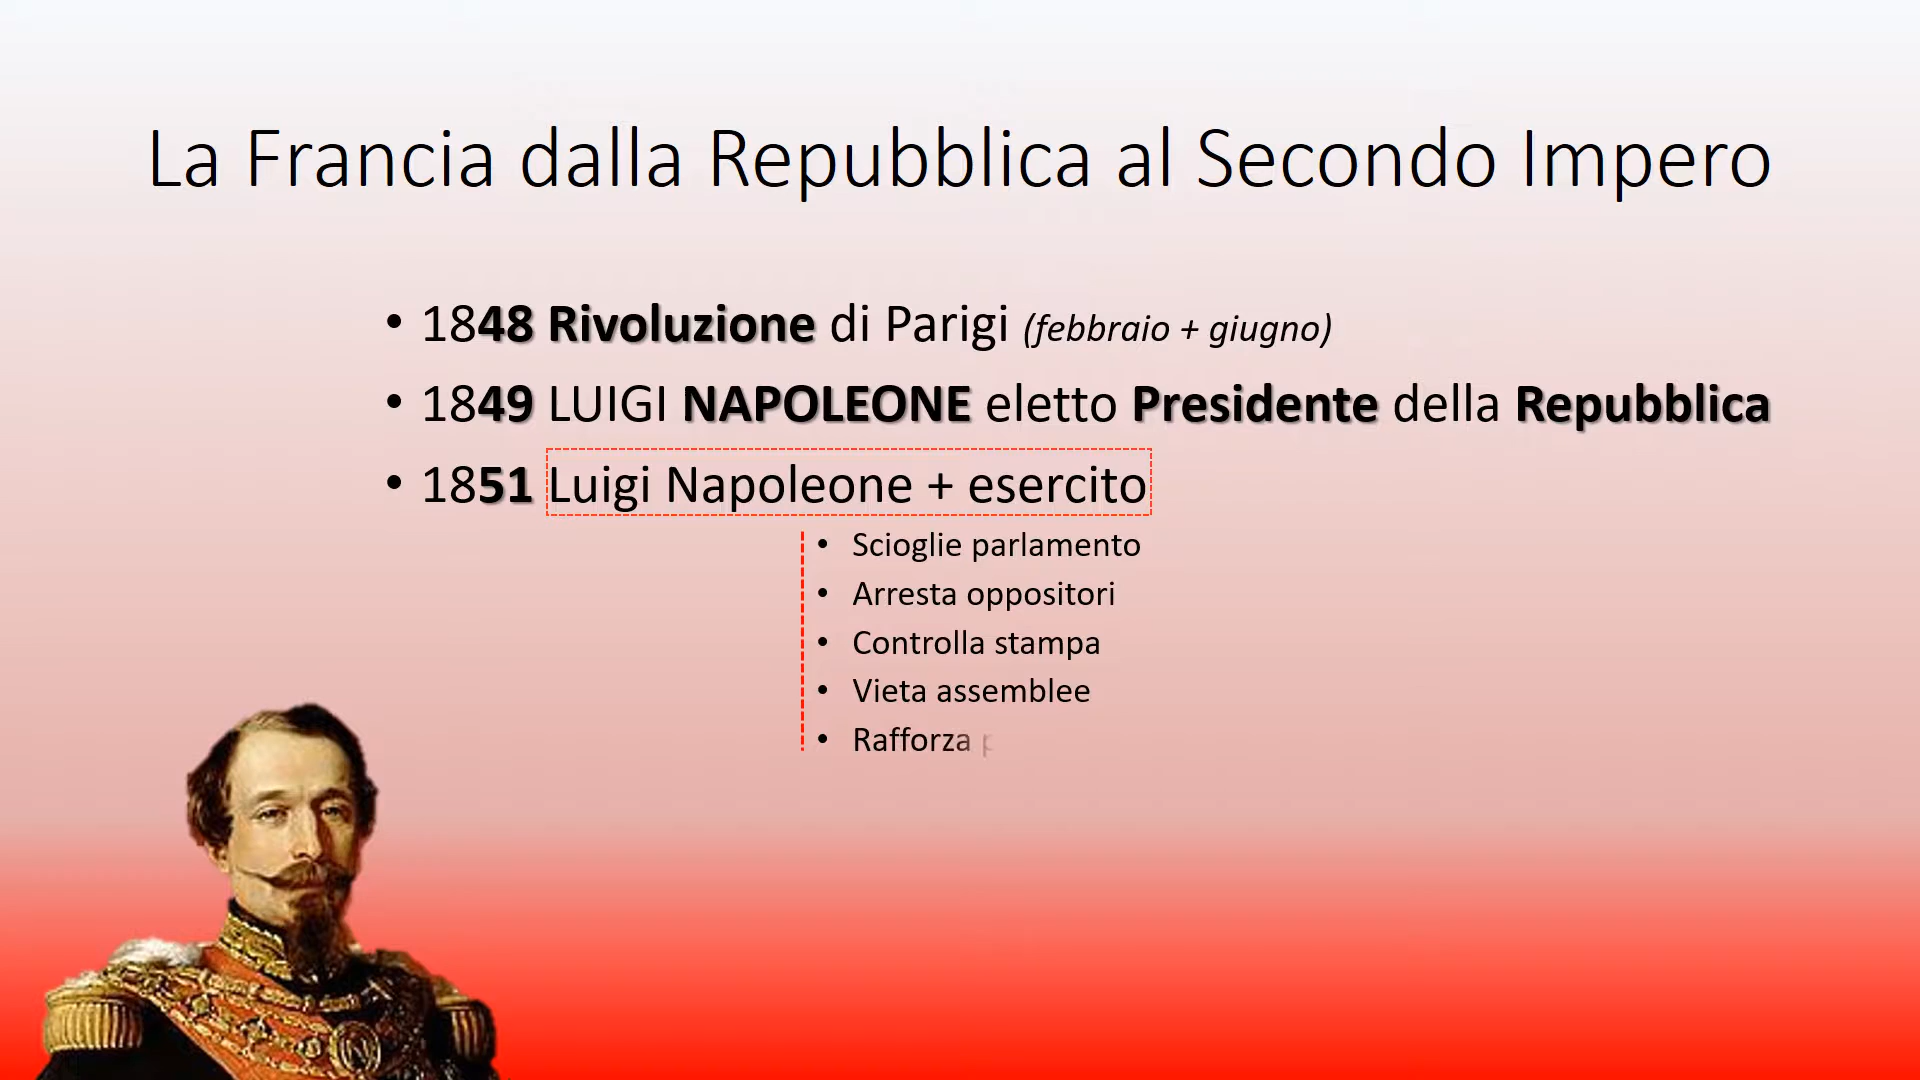 La Francia dalla Repubblica al Secondo Impero
• 1848 Rivoluzione di Parigi (febbraio + giugno)
• 1849 LUIGI NAPOLEONE eletto Presidente della Repubblica
• 1851 Luigi Napoleone + esercito
• Scioglie parlamento
• Arresta oppositori
• Controlla stampa
• Vieta assemblee
• Rafforza